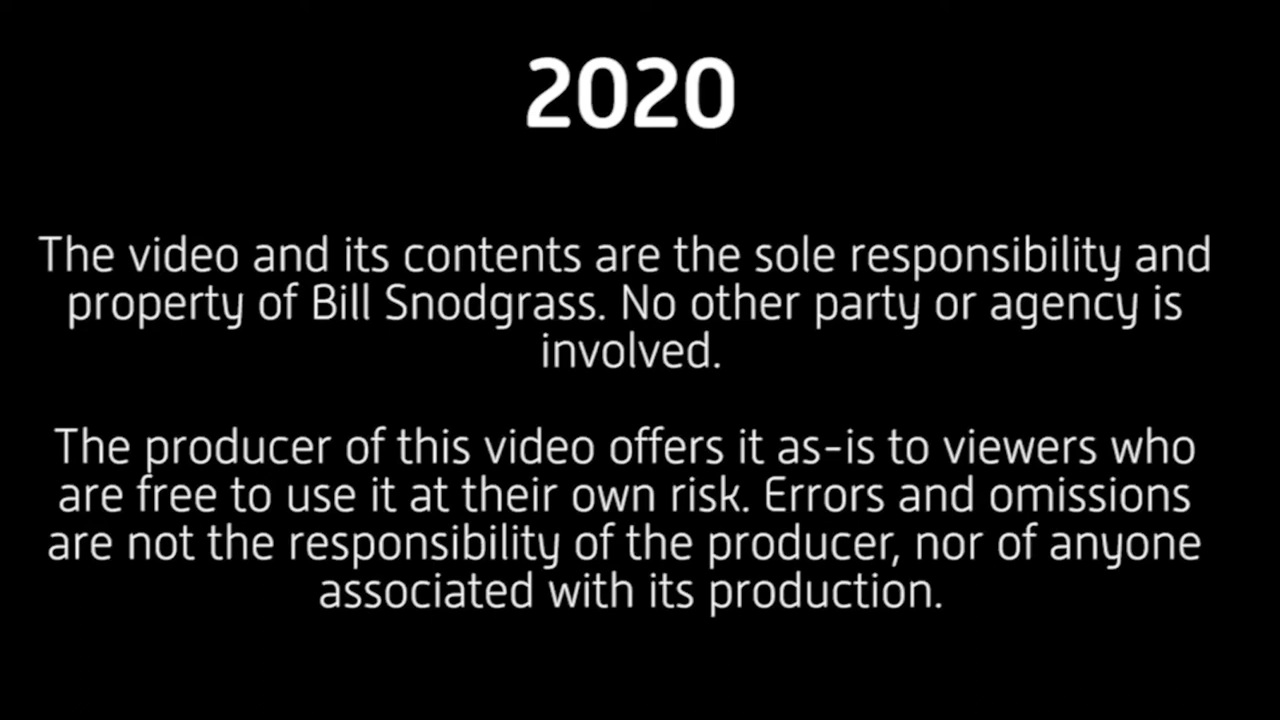 2020
The video and its contents are the sole responsibility and
property of Bill Snodgrass. No other party or agency is
involved.
The producer of this video offers it as-is to viewers who
are free to use it at their own risk. Errors and omissions
are not the responsibility of the producer, nor of anyone
associated with its production.